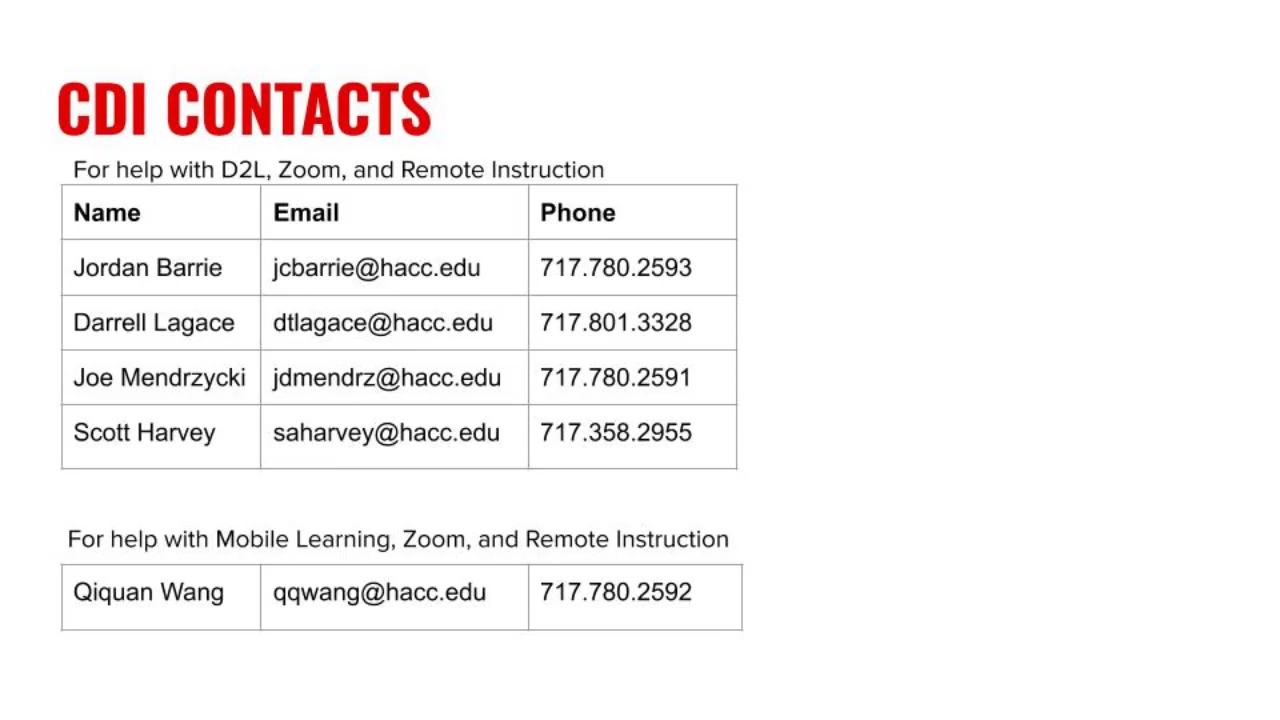 CDI CONTACTS
For help with D2L, Zoom, and Remote Instruction
Name Email Phone
Jordan Barrie jcbarrie@hacc.edu 717.780.2593
Darrell Lagace dtlagace@hacc.edu 717.801.3328
Joe Mendrzycki jdmendrz@hacc.edu 717.780.2591
Scott Harvey saharvey@hacc.edu 717.358.2955
For help with Mobile Learning, Zoom, and Remote Instruction
Qiquan Wang qqwang@hacc.edu 717.780.2592